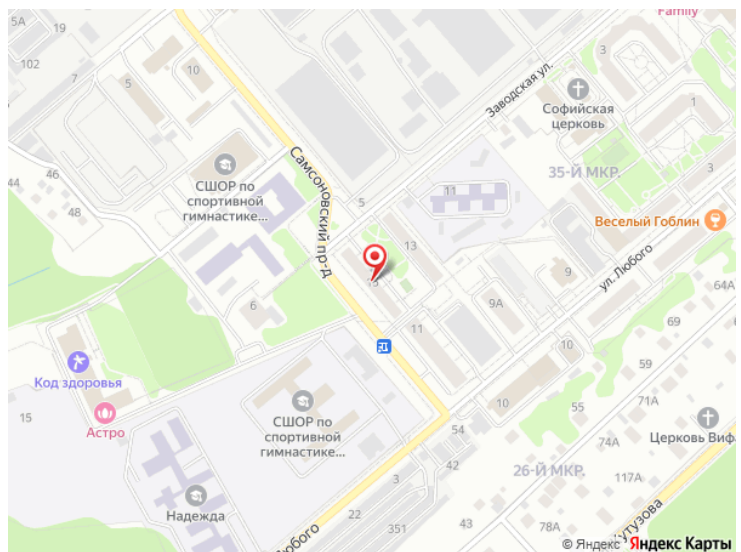 Family
5А
19
102
7
5
10
3
1
Заводская ул.
Софийская
церковь
35-Й МКР.
3
46
44
48
СШОР по
спортивной
гимнастике...
Самсоновский пр-д
5
11
13
Веселый Гоблин
9
ул. Любого
64А
6
9А
11
69
10
59
Код здоровья
15
Астро
СШОР по
спортивной
гимнастике...
10
55
71А
54
74А
Церковь Виф
42
26-Й МКР.
117А
3
Надежда
22
351
43
78А
Любого
Кутузова
© Яндекс Яндекс Карты